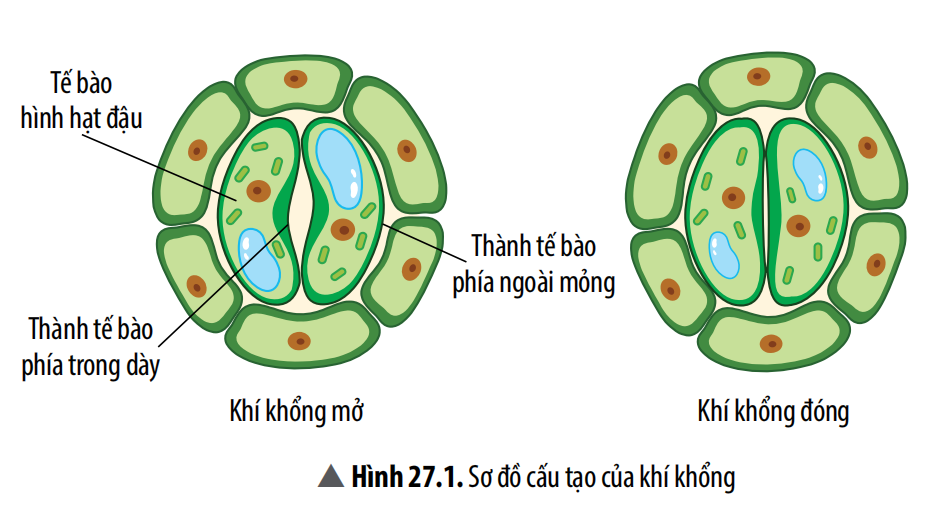 Tế bào
hình hạt đậu
Thành tế bào
phía ngoài mỏng
Thành tế bào
phía trong dày
Khí khổng mở
Khí khổng đóng
▲ Hình 27.1. Sơ đồ cấu tạo của khí khổng